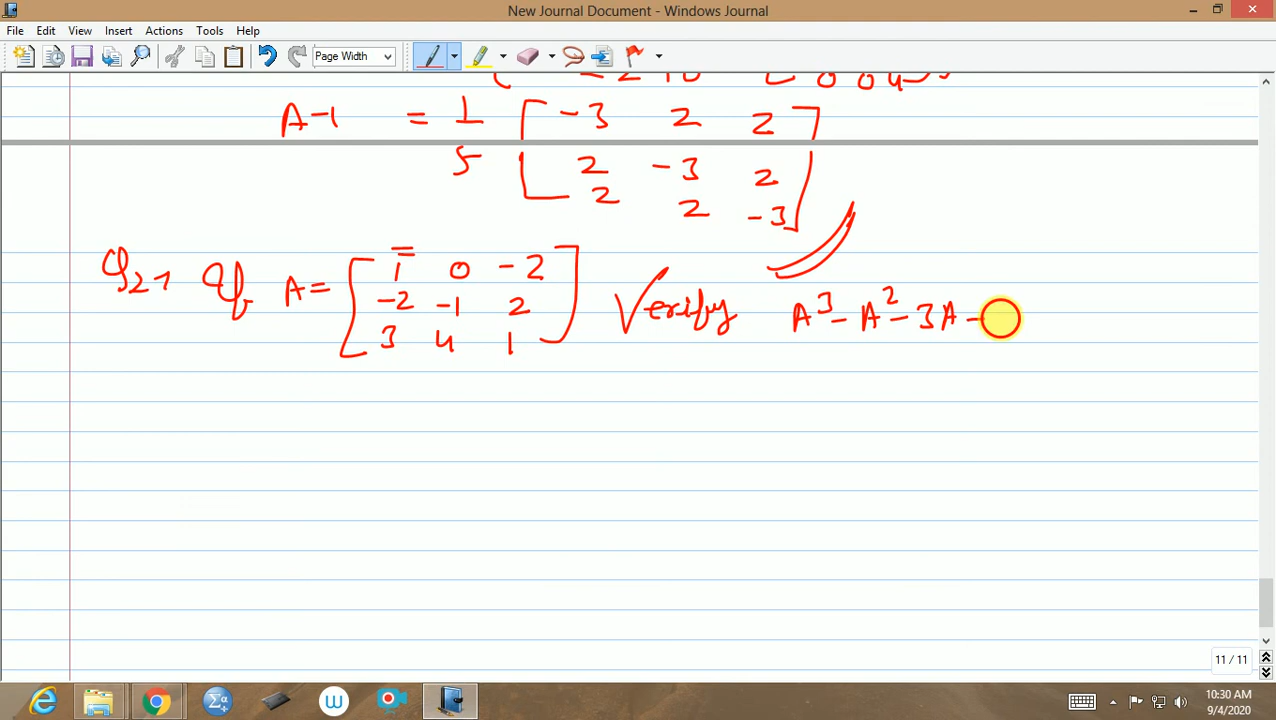 New Journal Document - Windows Journal
File Edit View Insert Actions Tools Help
Page Width
A-1 = 1/5 [ -3 2 2
2 -3 2
2 2 -3 ]
Q2, If A = [ 1 0 -2
-2 -1 2
3 4 1 ] Verify A³ - A² - 3A -
11 / 11
10:30 AM
9/4/2020